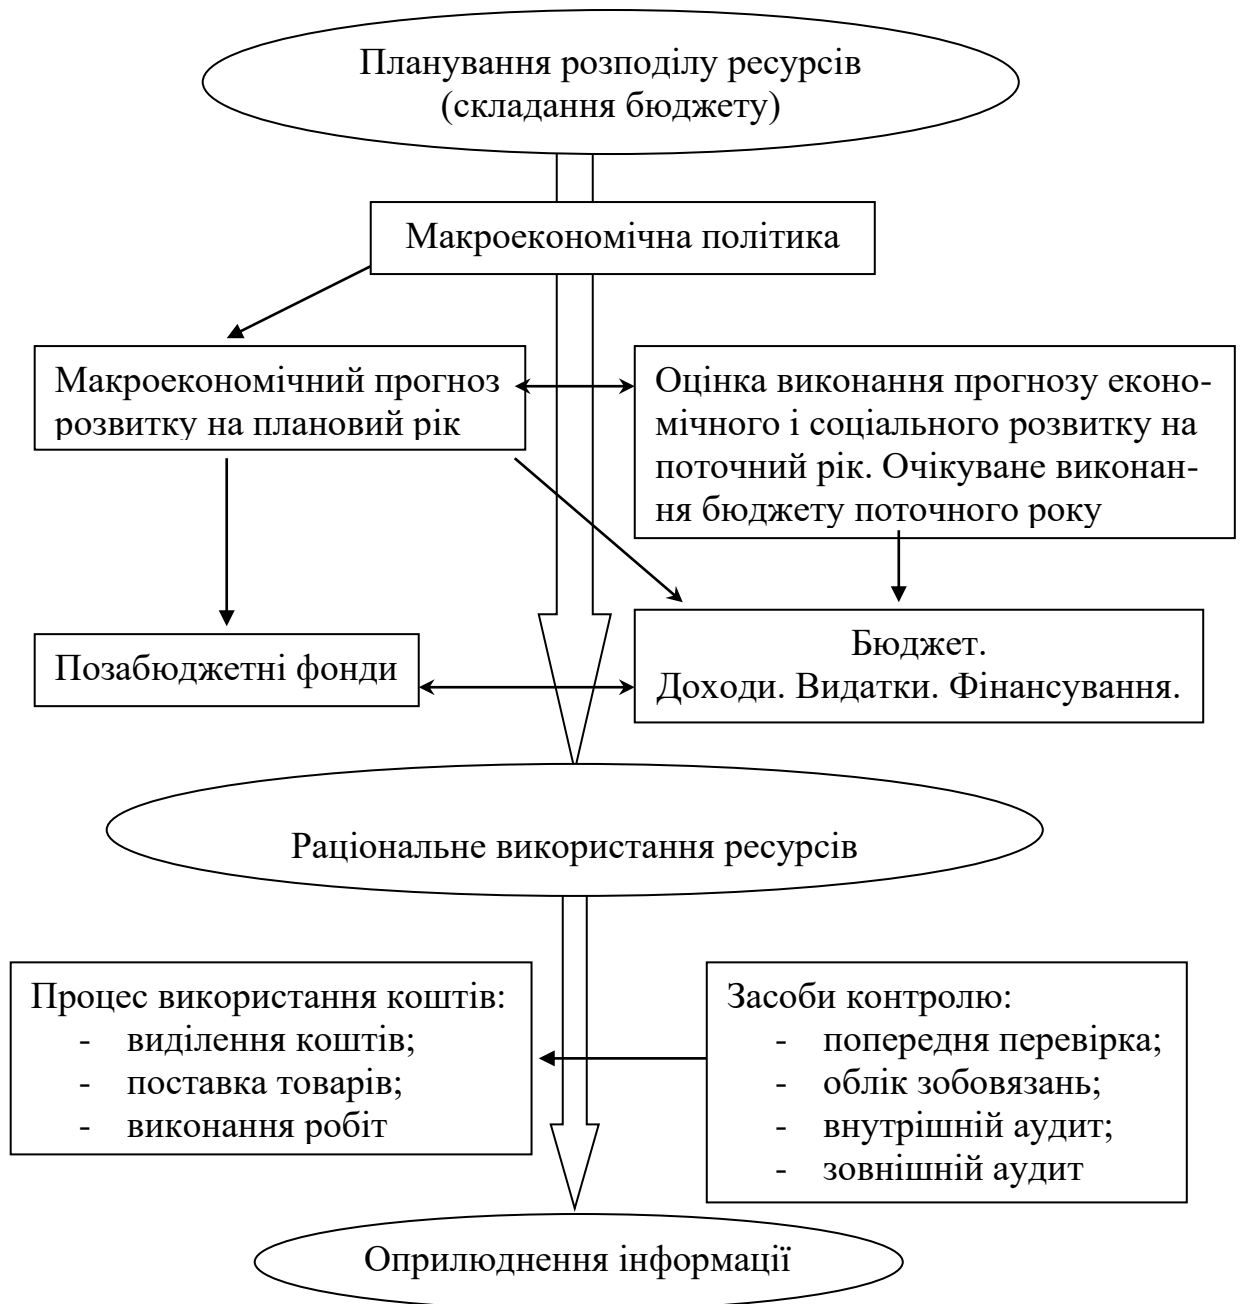 Планування розподілу ресурсів
(складання бюджету)
Макроекономічна політика
Макроекономічний прогноз
розвитку на плановий рік
Оцінка виконання прогнозу еконо-
мічного і соціального розвитку на
поточний рік. Очікуване виконан-
ня бюджету поточного року
Позабюджетні фонди
Бюджет.
Доходи. Видатки. Фінансування.
Раціональне використання ресурсів
Процес використання коштів:
- виділення коштів;
- поставка товарів;
- виконання робіт
Засоби контролю:
- попередня перевірка;
- облік зобовязань;
- внутрішній аудит;
- зовнішній аудит
Оприлюднення інформації